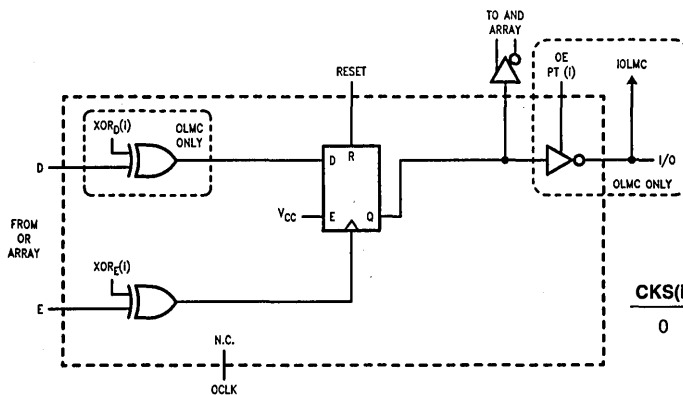 TO AND
ARRAY
OE
PT (i)
IOLMC
RESET
XORD(i)
OLMC
ONLY
D
D
R
I/O
OLMC ONLY
VCC
E
Q
FROM
OR
ARRAY
XORE(i)
E
CKS(
0
N.C.
OCLK